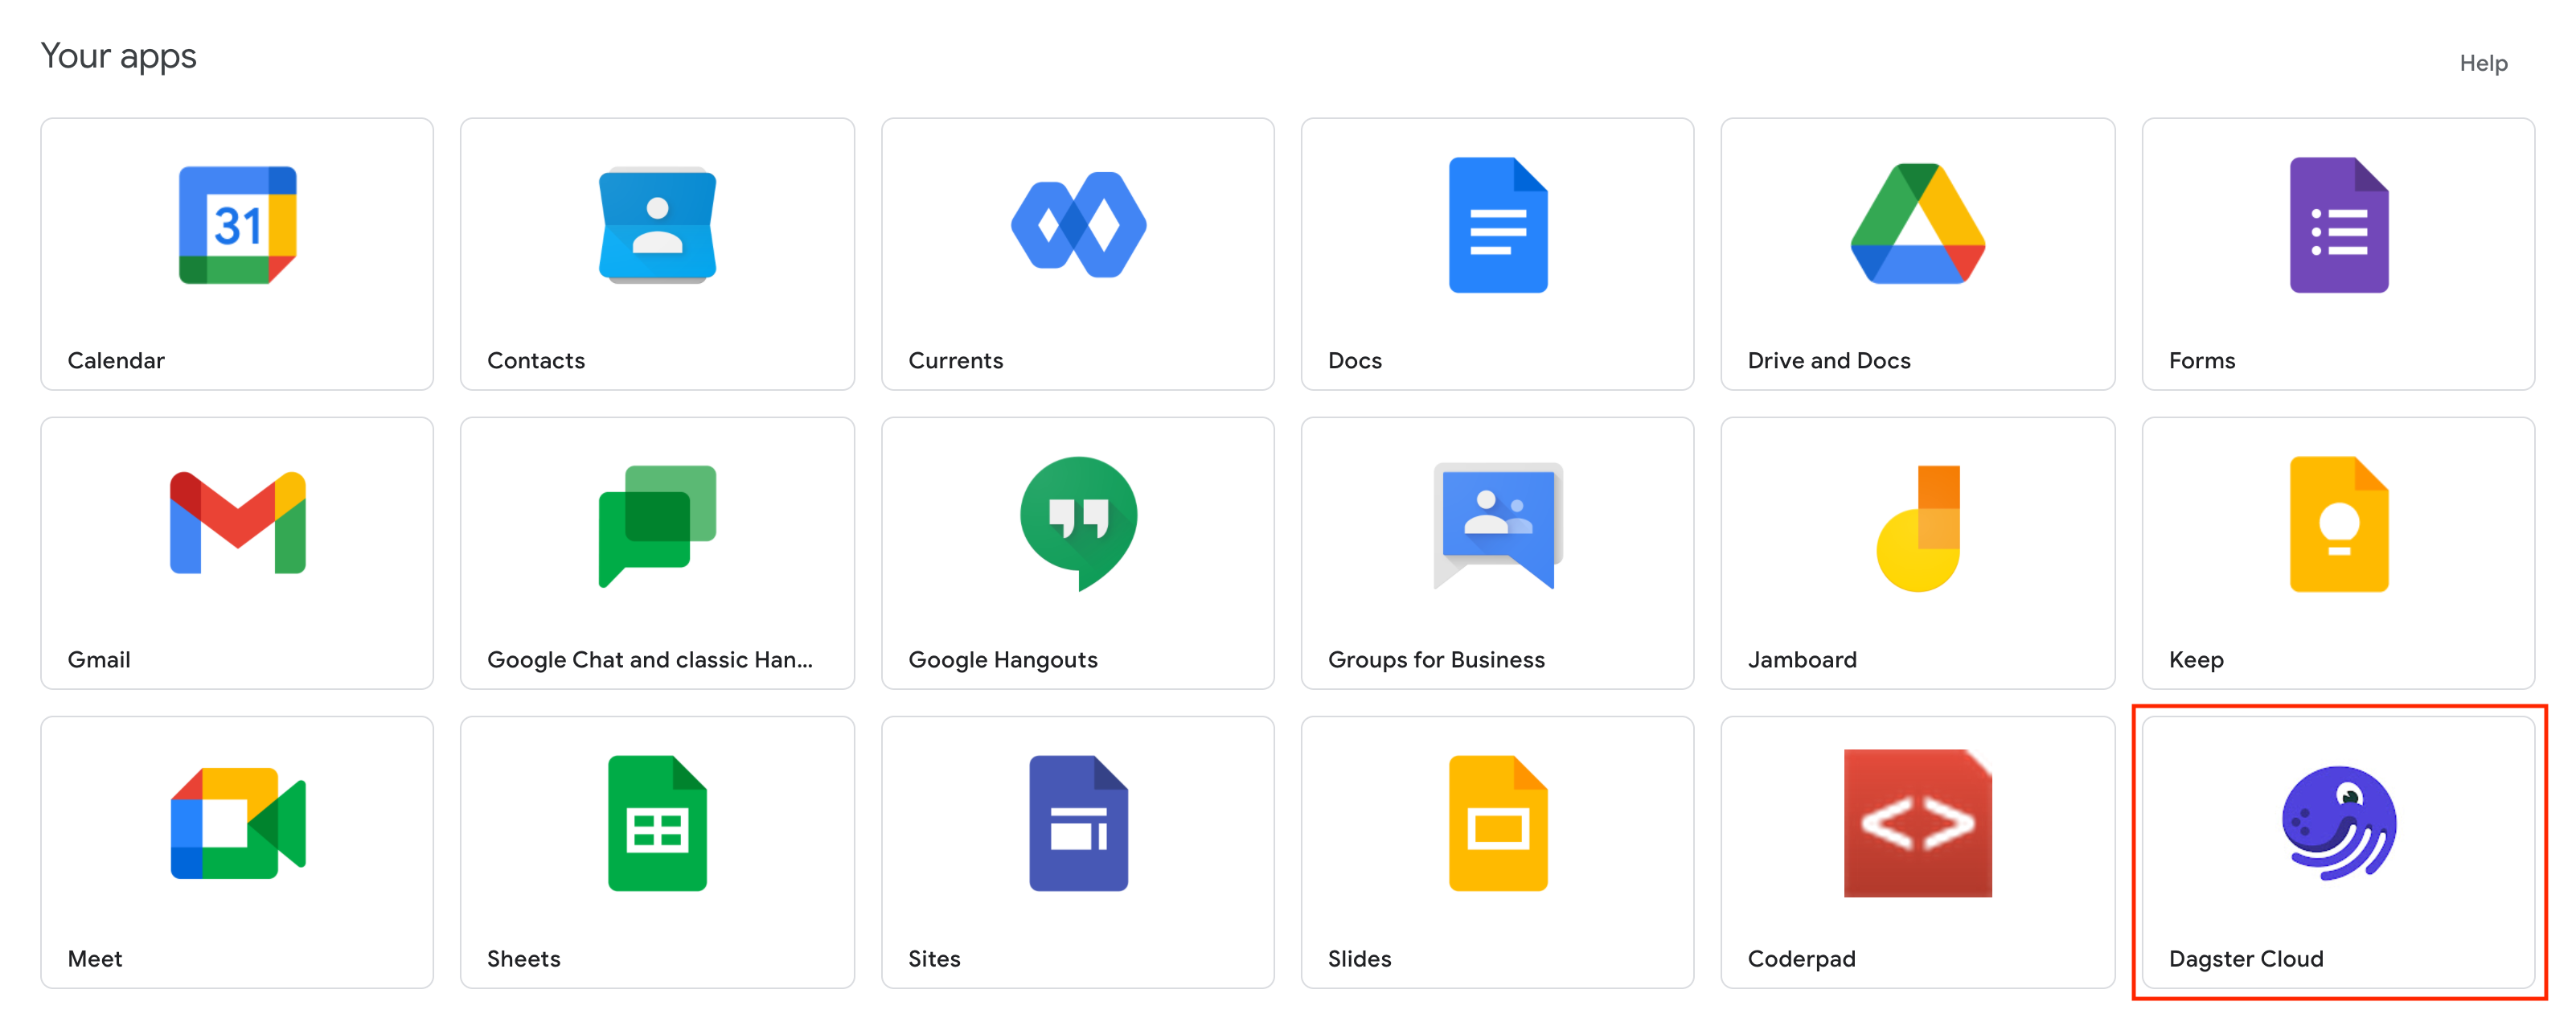 Your apps
Help
31
Calendar
Contacts
Currents
Docs
Drive and Docs
Forms
Gmail
Google Chat and classic Han...
Google Hangouts
Groups for Business
Jamboard
Keep
Meet
Sheets
Sites
Slides
<>
Coderpad
Dagster Cloud